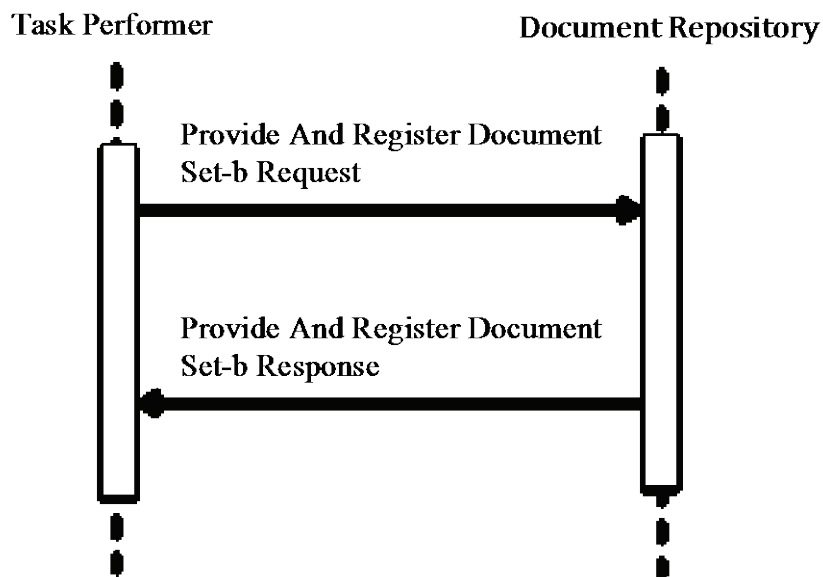 Task Performer
Document Repository
Provide And Register Document
Set-b Request
Provide And Register Document
Set-b Response